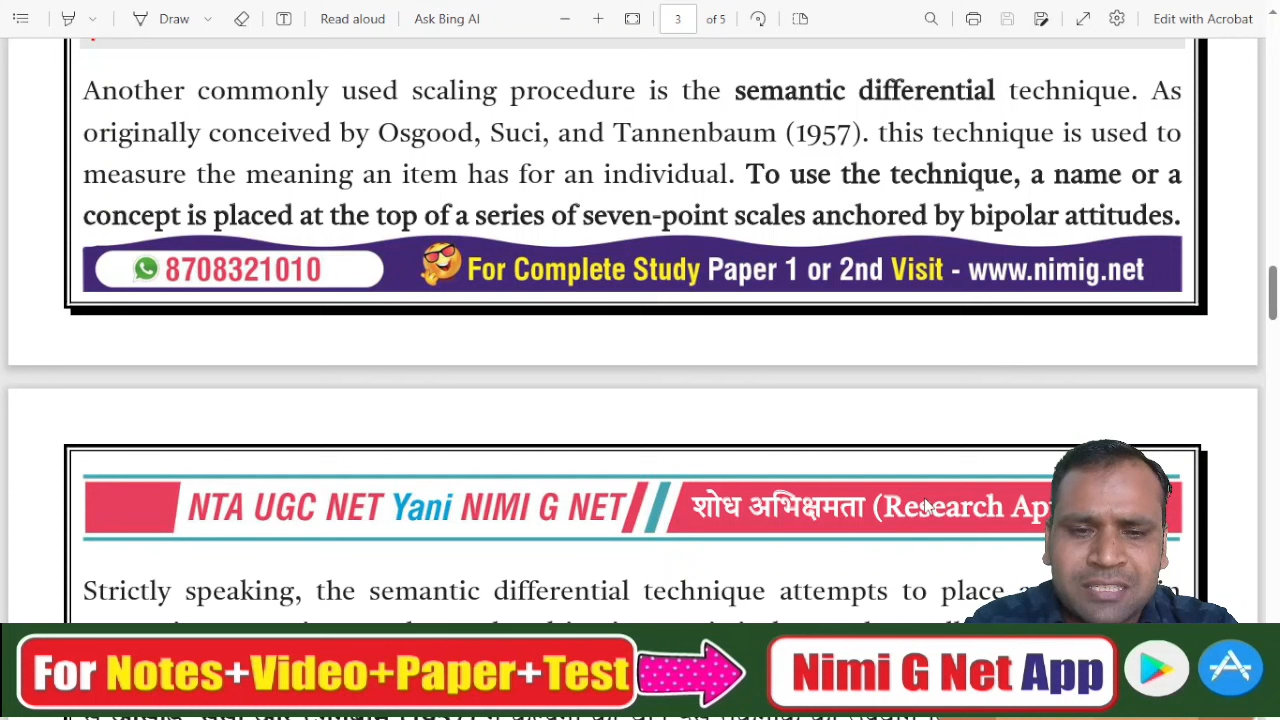 Draw
Read aloud
Ask Bing AI
3
of 5
Edit with Acrobat
Another commonly used scaling procedure is the semantic differential technique. As
originally conceived by Osgood, Suci, and Tannenbaum (1957). this technique is used to
measure the meaning an item has for an individual. To use the technique, a name or a
concept is placed at the top of a series of seven-point scales anchored by bipolar attitudes.
8708321010
For Complete Study Paper 1 or 2nd Visit - www.nimig.net
NTA UGC NET Yani NIMI G NET
शोध अभिक्षमता (Research
Strictly speaking, the semantic differential technique attempts to place
For Notes+Video+Paper+Test
Nimi G Net App